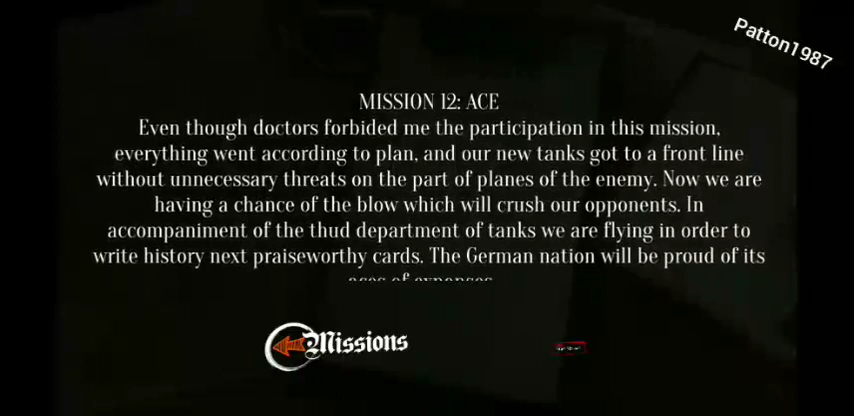 Patton1987
MISSION 12: ACE
Even though doctors forbided me the participation in this mission,
everything went according to plan, and our new tanks got to a front line
without unnecessary threats on the part of planes of the enemy. Now we are
having a chance of the blow which will crush our opponents. In
accompaniment of the thud department of tanks we are flying in order to
write history next praiseworthy cards. The German nation will be proud of its
aces of expenses
Missions